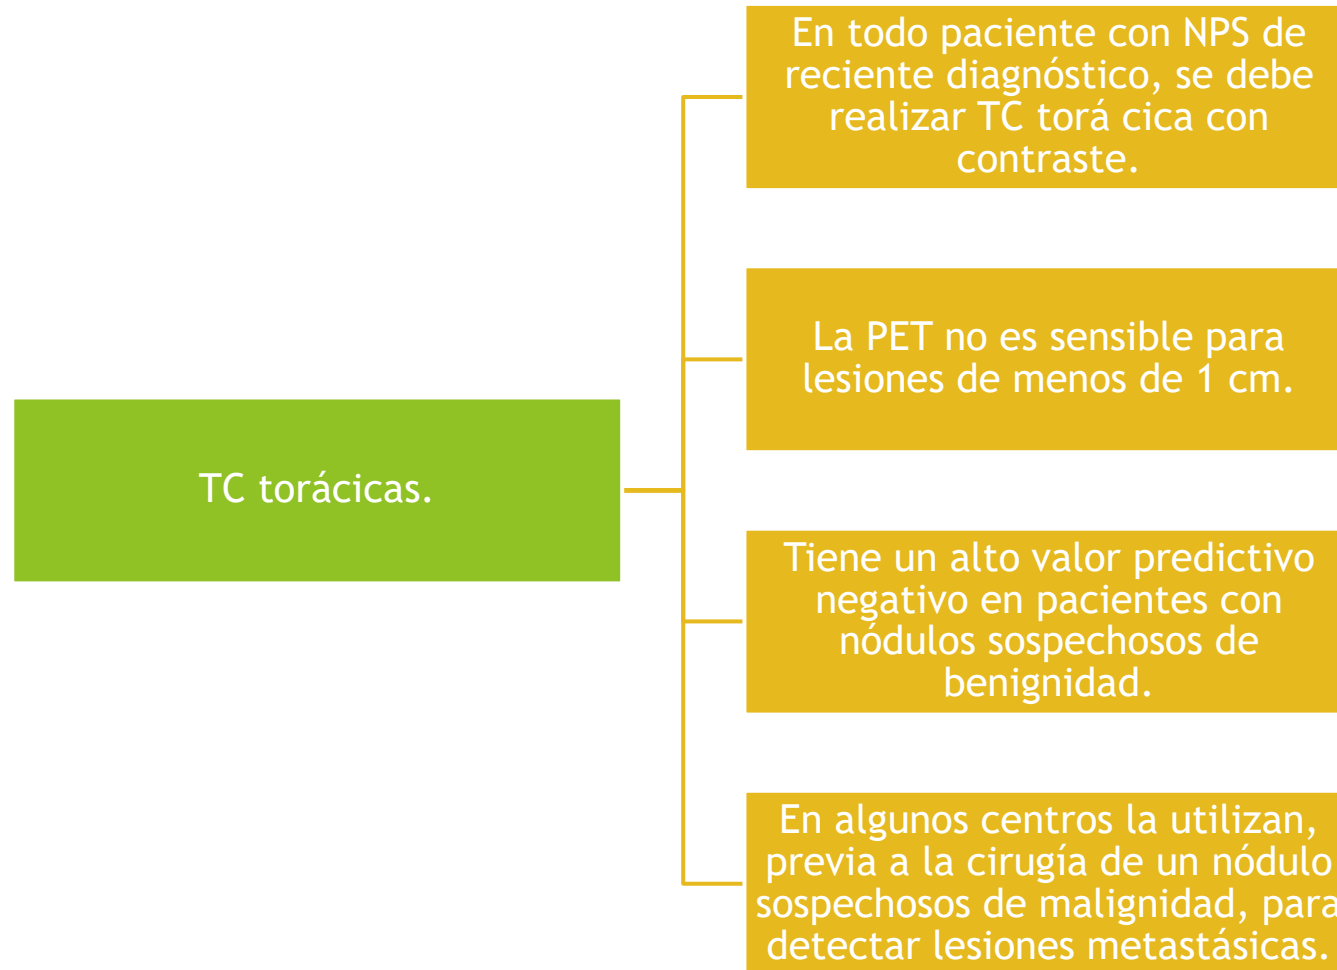 En todo paciente con NPS de
reciente diagnóstico, se debe
realizar TC torá cica con
contraste.
La PET no es sensible para
lesiones de menos de 1 cm.
TC torácicas.
Tiene un alto valor predictivo
negativo en pacientes con
nódulos sospechosos de
benignidad.
En algunos centros la utilizan,
previa a la cirugía de un nódulo
sospechosos de malignidad, para
detectar lesiones metastásicas.